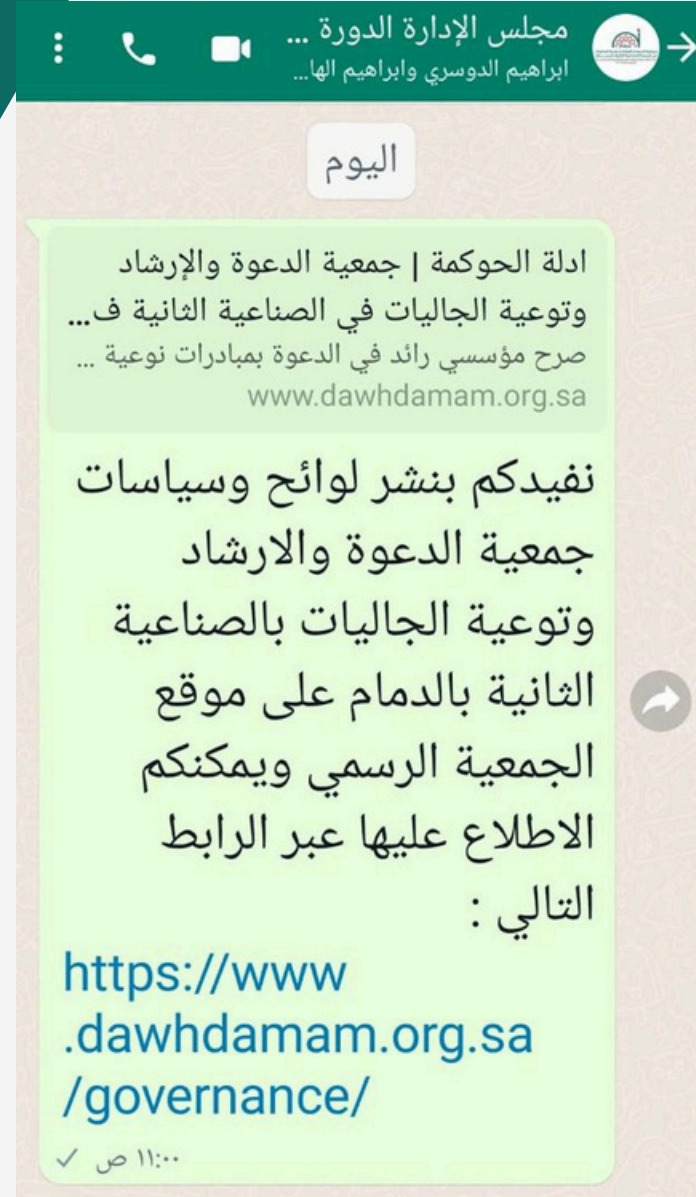 مجلس الإدارة الدورة ...
ابراهيم الدوسري وابراهيم الها...
اليوم
ادلة الحوكمة | جمعية الدعوة والإرشاد
وتوعية الجاليات في الصناعية الثانية ف...
صرح مؤسسي رائد في الدعوة بمبادرات نوعية ...
www.dawhdamam.org.sa
نفيدكم بنشر لوائح وسياسات
جمعية الدعوة والارشاد
وتوعية الجاليات بالصناعية
الثانية بالدمام على موقع
الجمعية الرسمي ويمكنكم
الاطلاع عليها عبر الرابط
التالي :
https://www
.dawhdamam.org.sa
/governance/
١١:٠٠ ص